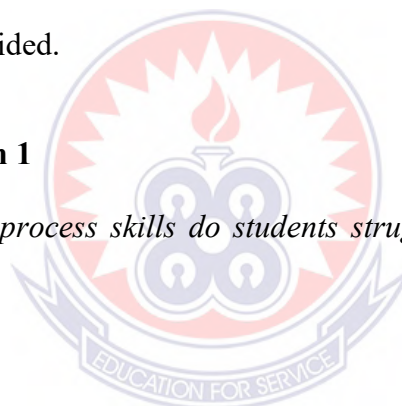 ided.
n 1
process skills do students strug
EDUCATION FOR SERVICE